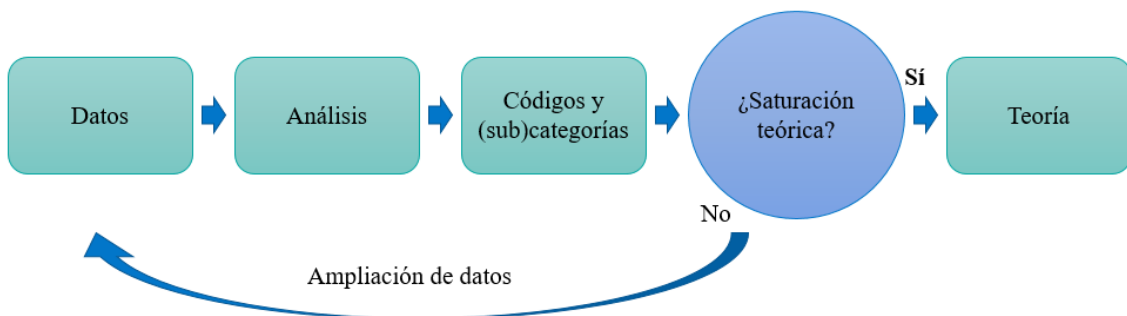 Datos
Análisis
Códigos y
(sub)categorías
¿Saturación
teórica?
Sí
Teoría
No
Ampliación de datos